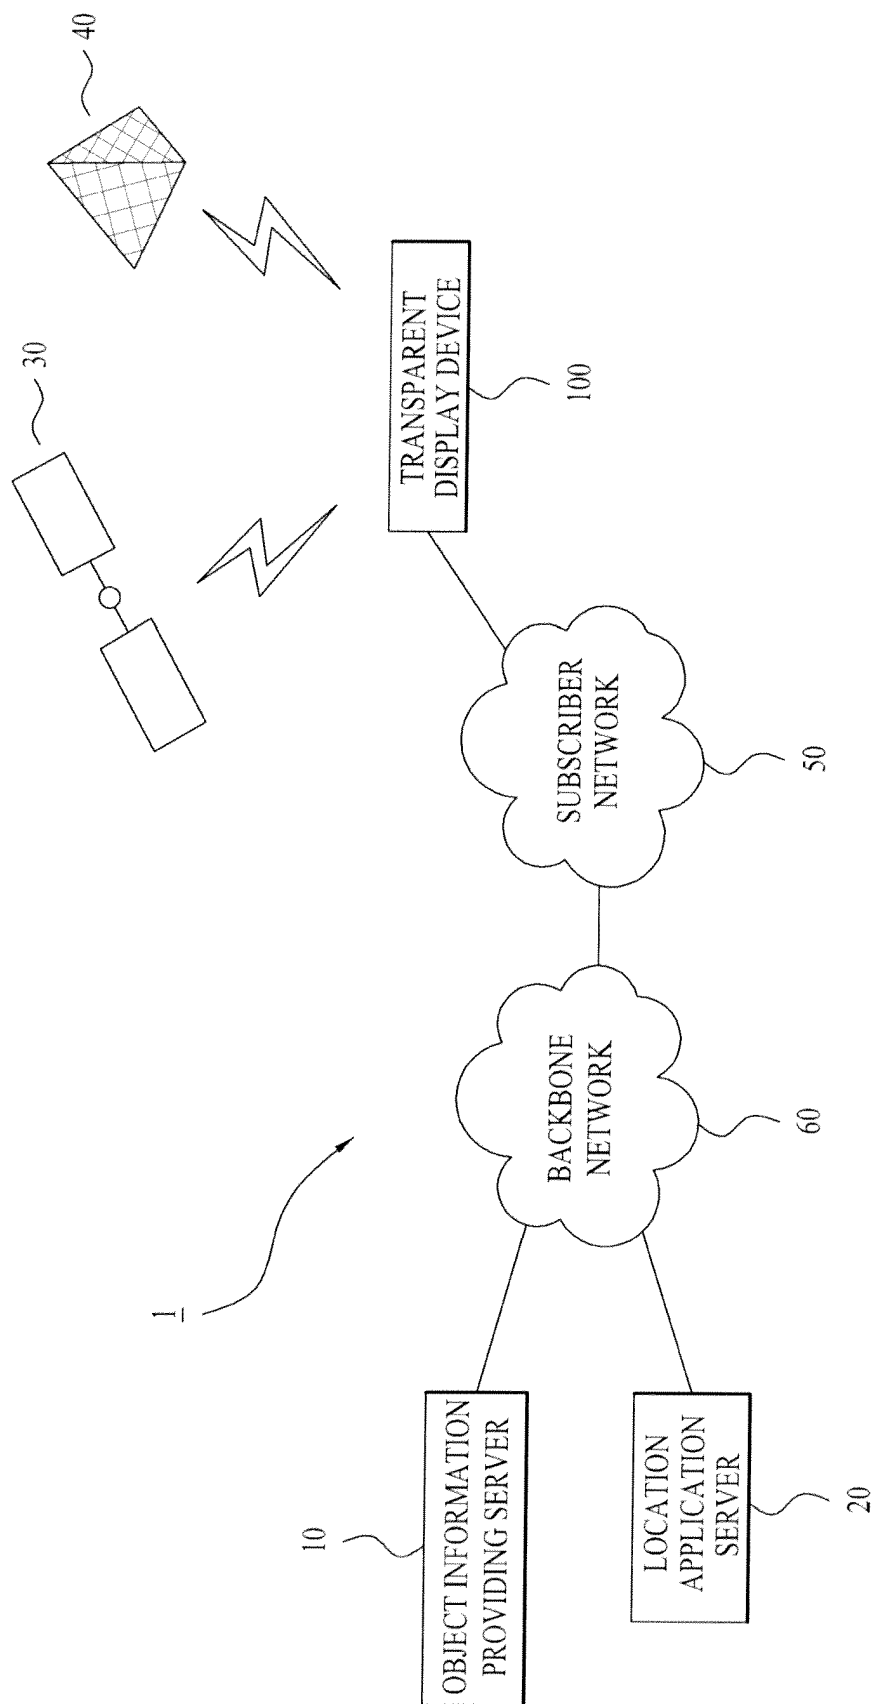 1
10
OBJECT INFORMATION
PROVIDING SERVER
LOCATION
APPLICATION
SERVER
20
BACKBONE
NETWORK
60
SUBSCRIBER
NETWORK
50
30
40
TRANSPARENT
DISPLAY DEVICE
100